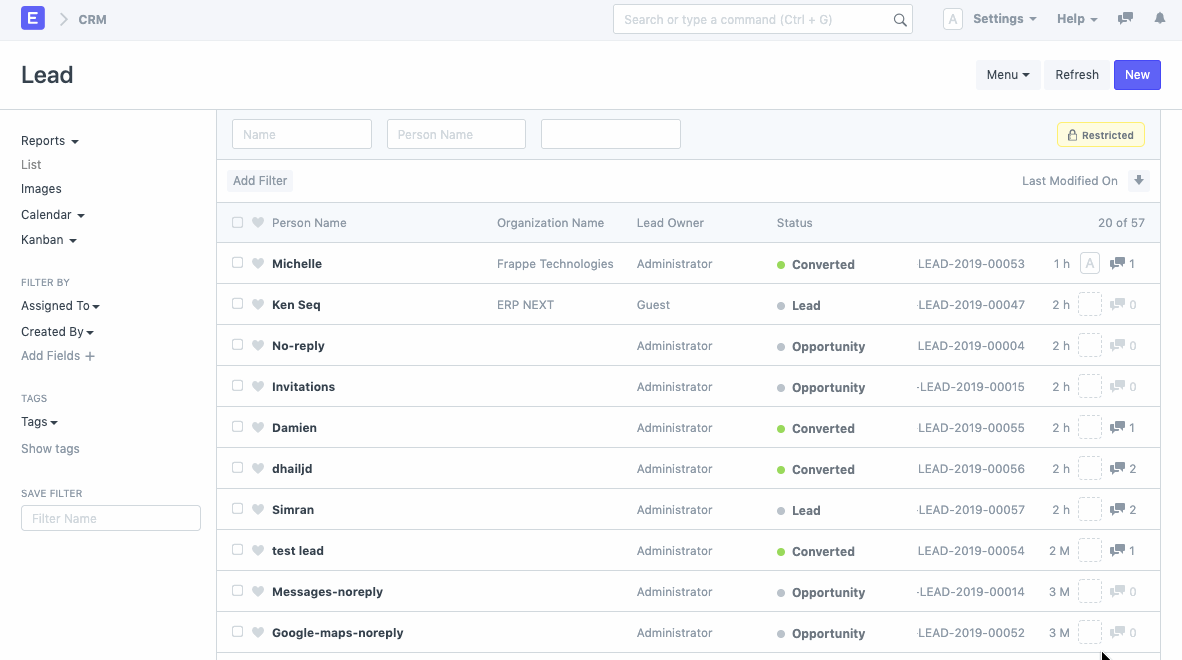 E CRM Search or type a command (Ctrl + G) A Settings Help
Lead Menu Refresh New
Reports
List
Images
Calendar
Kanban
FILTER BY
Assigned To
Created By
Add Fields +
TAGS
Tags
Show tags
SAVE FILTER
Filter Name
Name Person Name Restricted
Add Filter Last Modified On
Person Name Organization Name Lead Owner Status 20 of 57
Michelle Frappe Technologies Administrator Converted LEAD-2019-00053 1 h A 1
Ken Seq ERP NEXT Guest Lead -LEAD-2019-00047 2 h 0
No-reply Administrator Opportunity LEAD-2019-00004 2 h 0
Invitations Administrator Opportunity -LEAD-2019-00015 2 h 0
Damien Administrator Converted LEAD-2019-00055 2 h 1
dhailjd Administrator Converted LEAD-2019-00056 2 h 2
Simran Administrator Lead -LEAD-2019-00057 2 h 2
test lead Administrator Converted LEAD-2019-00054 2 M 1
Messages-noreply Administrator Opportunity -LEAD-2019-00014 3 M 0
Google-maps-noreply Administrator Opportunity -LEAD-2019-00052 3 M 0